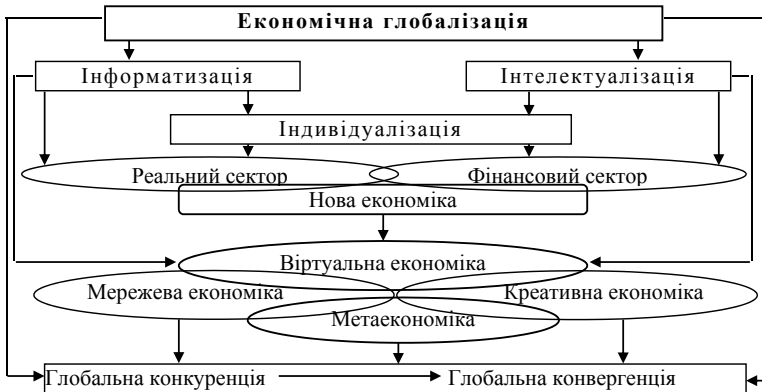 Економічна глобалізація
Інформатизація
Інтелектуалізація
Індивідуалізація
Реальний сектор
Фінансовий сектор
Нова економіка
Віртуальна економіка
Мережева економіка
Креативна економіка
Метаекономіка
Глобальна конкуренція
Глобальна конвергенція